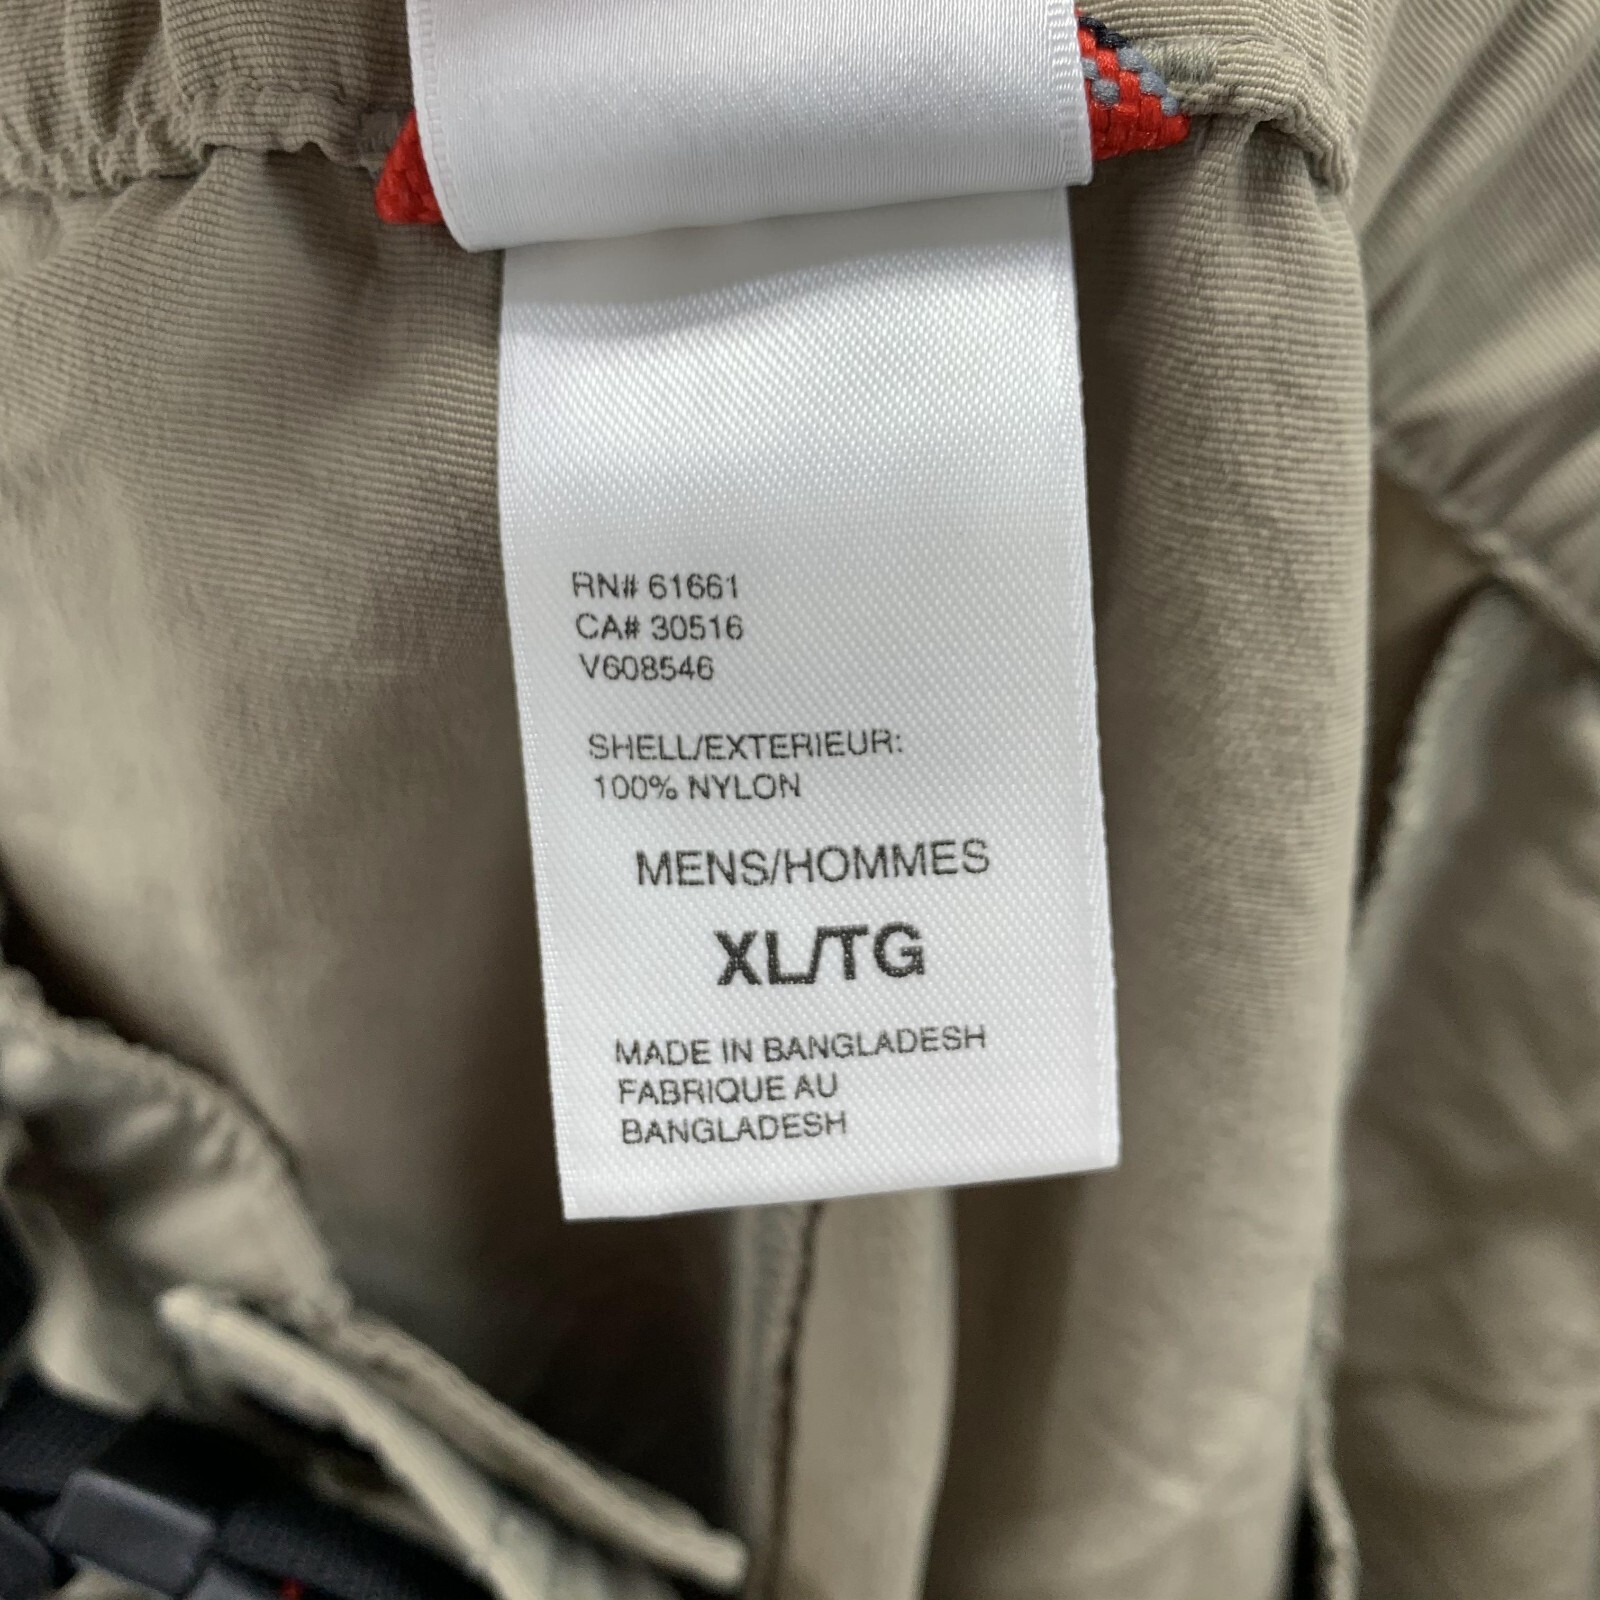 RN# 61661
CA# 30516
V608546
SHELL/EXTERIEUR:
100% NYLON
MENS/HOMMES
XL/TG
MADE IN BANGLADESH
FABRIQUE AU
BANGLADESH